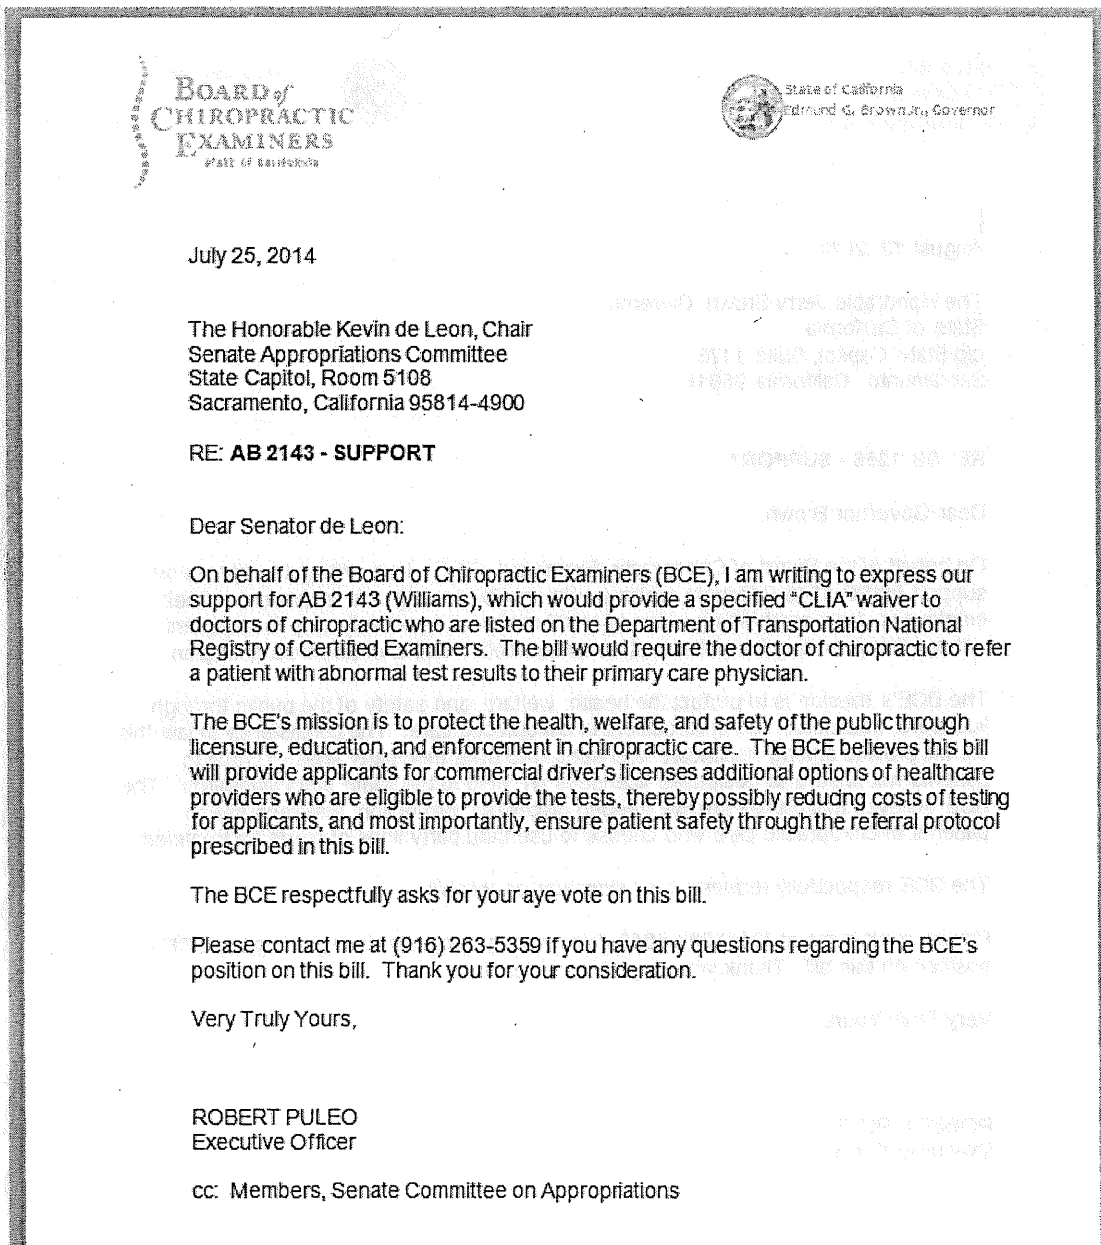 BOARD of
CHIROPRACTIC
EXAMINERS
State of California
State of California
Edmund G. Brown Jr., Governor
July 25, 2014
The Honorable Kevin de Leon, Chair
Senate Appropriations Committee
State Capitol, Room 5108
Sacramento, California 95814-4900
RE: AB 2143 - SUPPORT
Dear Senator de Leon:
On behalf of the Board of Chiropractic Examiners (BCE), I am writing to express our
support for AB 2143 (Williams), which would provide a specified "CLIA" waiver to
doctors of chiropractic who are listed on the Department of Transportation National
Registry of Certified Examiners. The bill would require the doctor of chiropractic to refer
a patient with abnormal test results to their primary care physician.
The BCE's mission is to protect the health, welfare, and safety of the public through
licensure, education, and enforcement in chiropractic care. The BCE believes this bill
will provide applicants for commercial driver's licenses additional options of healthcare
providers who are eligible to provide the tests, thereby possibly reducing costs of testing
for applicants, and most importantly, ensure patient safety through the referral protocol
prescribed in this bill.
The BCE respectfully asks for your aye vote on this bill.
Please contact me at (916) 263-5359 if you have any questions regarding the BCE's
position on this bill. Thank you for your consideration.
Very Truly Yours,
ROBERT PULEO
Executive Officer
cc: Members, Senate Committee on Appropriations